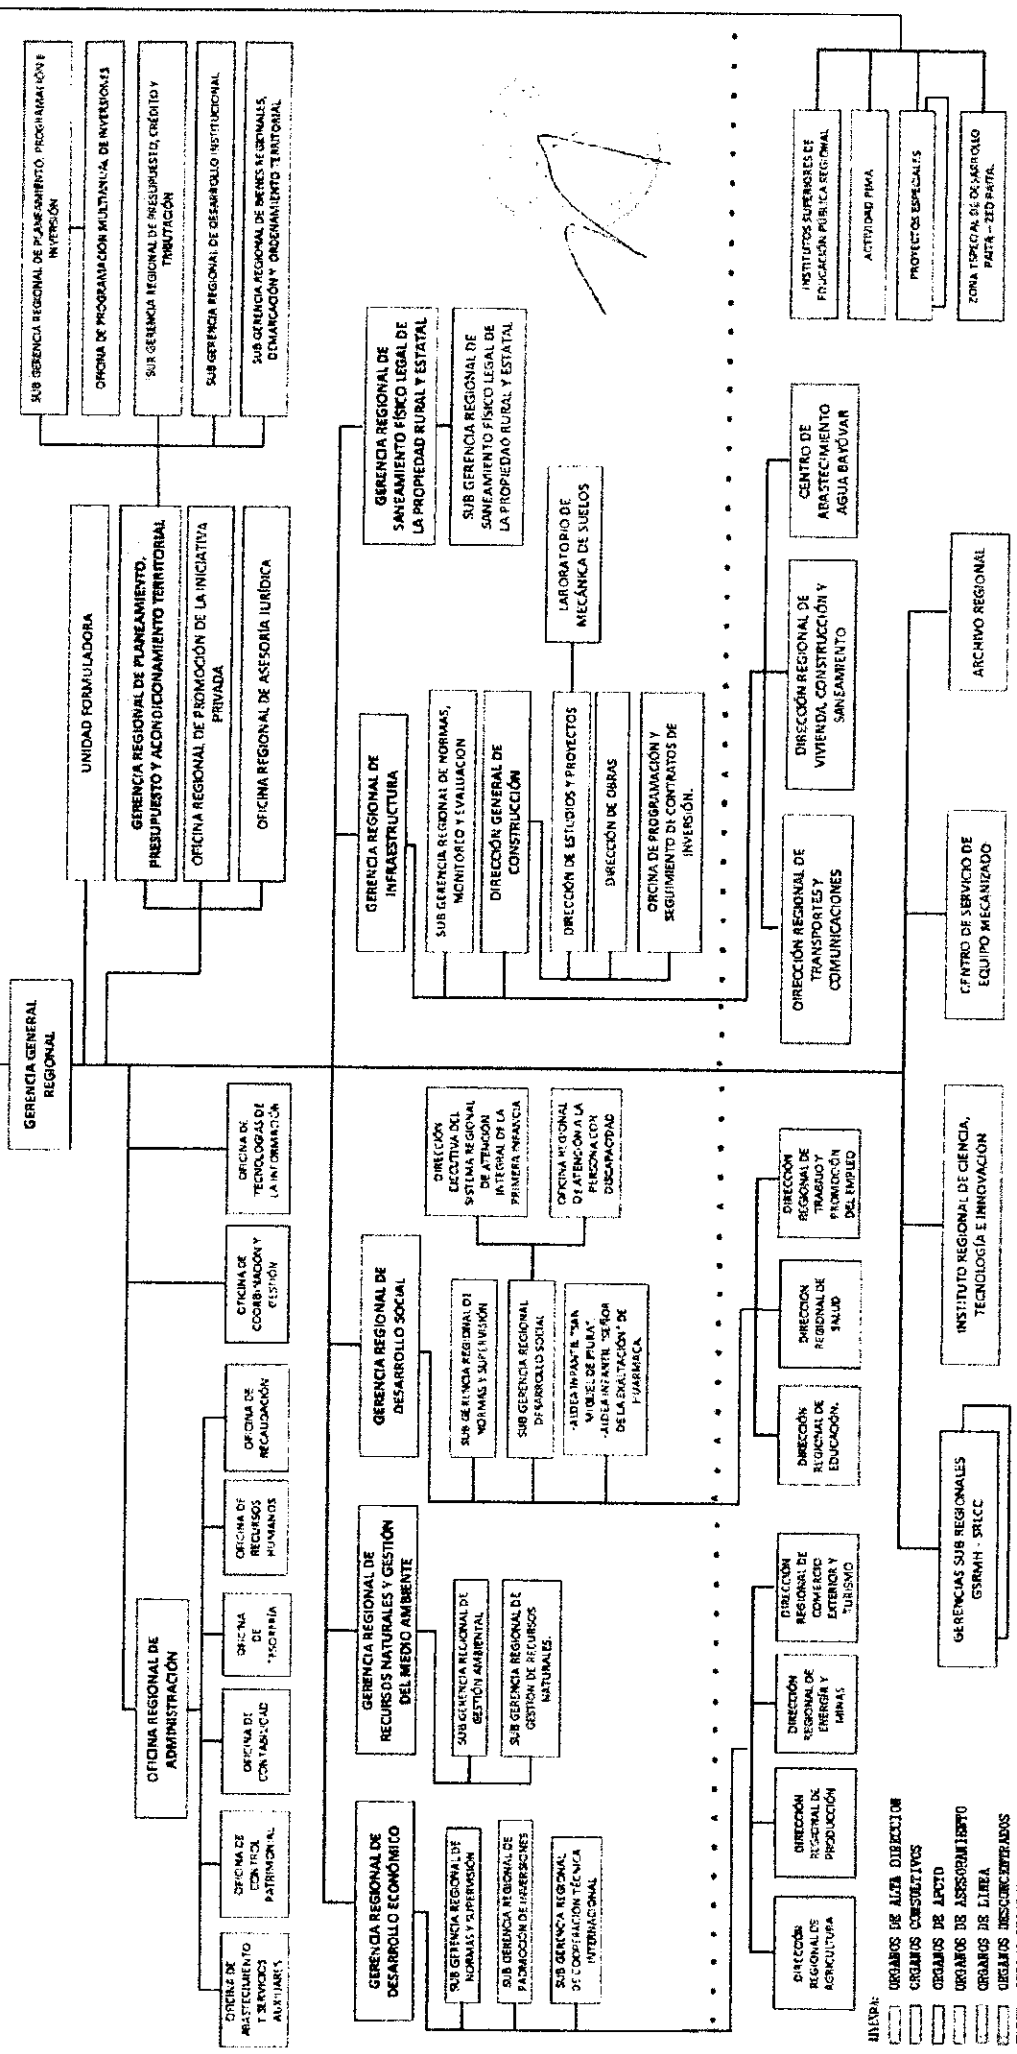 GERENCIA GENERAL
REGIONAL
UNIDAD FORMULADORA
GERENCIA REGIONAL DE PLANEAMIENTO,
PRESUPUESTO Y ACONDICIONAMIENTO TERRITORIAL
OFICINA REGIONAL DE PROMOCIÓN DE LA INICIATIVA
PRIVADA
OFICINA REGIONAL DE ASESORÍA JURÍDICA
SUB GERENCIA REGIONAL DE PLANEAMIENTO, PROGRAMACIÓN E
INVERSIÓN
OFICINA DE PROGRAMACIÓN MULTIANUAL DE INVERSIONES
SUB GERENCIA REGIONAL DE PRESUPUESTO, CRÉDITO Y
TRIBUTACIÓN
SUB GERENCIA REGIONAL DE DESARROLLO INSTITUCIONAL
SUB GERENCIA REGIONAL DE BIENES REGIONALES,
DEMARCACIÓN Y ORDENAMIENTO TERRITORIAL
OFICINA REGIONAL DE
ADMINISTRACIÓN
OFICINA DE
COORDINACIÓN Y
GESTIÓN
OFICINA DE
TECNOLOGÍAS DE
LA INFORMACIÓN
OFICINA DE
ABASTECIMIENTO
Y SERVICIOS
AUXILIARES
OFICINA DE
CONTROL
PATRIMONIAL
OFICINA DE
CONTABILIDAD
OFICINA
DE
TESORERÍA
OFICINA DE
RECURSOS
HUMANOS
OFICINA DE
RECAUDACIÓN
GERENCIA REGIONAL DE
DESARROLLO ECONÓMICO
SUB GERENCIA REGIONAL DE
NORMAS Y SUPERVISIÓN
SUB GERENCIA REGIONAL DE
PROMOCIÓN DE INVERSIONES
SUB GERENCIA REGIONAL
DE COOPERACIÓN TÉCNICA
INTERNACIONAL
GERENCIA REGIONAL DE
RECURSOS NATURALES Y GESTIÓN
DEL MEDIO AMBIENTE
SUB GERENCIA REGIONAL DE
GESTIÓN AMBIENTAL
SUB GERENCIA REGIONAL DE
GESTIÓN DE RECURSOS
NATURALES.
GERENCIA REGIONAL DE
DESARROLLO SOCIAL
SUB GERENCIA REGIONAL DE
NORMAS Y SUPERVISIÓN
SUB GERENCIA REGIONAL
DESARROLLO SOCIAL
-ALDEA INFANTIL "SAN
MIGUEL DE PIURA".
-ALDEA INFANTIL "SEÑOR
DE LA EXALTACIÓN" DE
HUARMACA.
DIRECCIÓN
EJECUTIVA DEL
SISTEMA REGIONAL
DE ATENCIÓN
INTEGRAL DE LA
PRIMERA INFANCIA
OFICINA REGIONAL
DE ATENCIÓN A LA
PERSONA CON
DISCAPACIDAD
GERENCIA REGIONAL DE
INFRAESTRUCTURA
SUB GERENCIA REGIONAL DE NORMAS,
MONITOREO Y EVALUACION
DIRECCIÓN GENERAL DE
CONSTRUCCIÓN
DIRECCIÓN DE ESTUDIOS Y PROYECTOS
DIRECCIÓN DE OBRAS
OFICINA DE PROGRAMACIÓN Y
SEGUIMIENTO DE CONTRATOS DE
INVERSIÓN.
LABORATORIO DE
MECÁNICA DE SUELOS
GERENCIA REGIONAL DE
SANEAMIENTO FÍSICO LEGAL DE
LA PROPIEDAD RURAL Y ESTATAL
SUB GERENCIA REGIONAL DE
SANEAMIENTO FÍSICO LEGAL DE
LA PROPIEDAD RURAL Y ESTATAL
DIRECCIÓN
REGIONAL DE
AGRICULTURA
DIRECCIÓN
REGIONAL DE
PRODUCCIÓN
DIRECCIÓN
REGIONAL DE
ENERGÍA Y
MINAS
DIRECCIÓN
REGIONAL DE
COMERCIO
EXTERIOR Y
TURISMO
DIRECCIÓN
REGIONAL DE
EDUCACIÓN.
DIRECCIÓN
REGIONAL DE
SALUD
DIRECCIÓN
REGIONAL DE
TRABAJO Y
PROMOCIÓN
DEL EMPLEO
DIRECCIÓN REGIONAL DE
TRANSPORTES Y
COMUNICACIONES
DIRECCIÓN REGIONAL DE
VIVIENDA, CONSTRUCCIÓN Y
SANEAMIENTO
CENTRO DE
ABASTECIMIENTO
AGUA BAYÓVAR
INSTITUTOS SUPERIORES DE
EDUCACIÓN PÚBLICA REGIONAL
ACTIVIDAD PIMA
PROYECTOS ESPECIALES
ZONA ESPECIAL DE DESARROLLO
PAITA – ZED PAITA.
GERENCIAS SUB REGIONALES
GSRMH - SRLCC
INSTITUTO REGIONAL DE CIENCIA,
TECNOLOGÍA E INNOVACIÓN
CENTRO DE SERVICIO DE
EQUIPO MECANIZADO
ARCHIVO REGIONAL
ORGANOS DE ALTA DIRECCION
ORGANOS CONSULTIVOS
ORGANOS DE APOYO
ORGANOS DE ASESORAMIENTO
ORGANOS DE LINEA
ORGANOS DESCONCENTRADOS